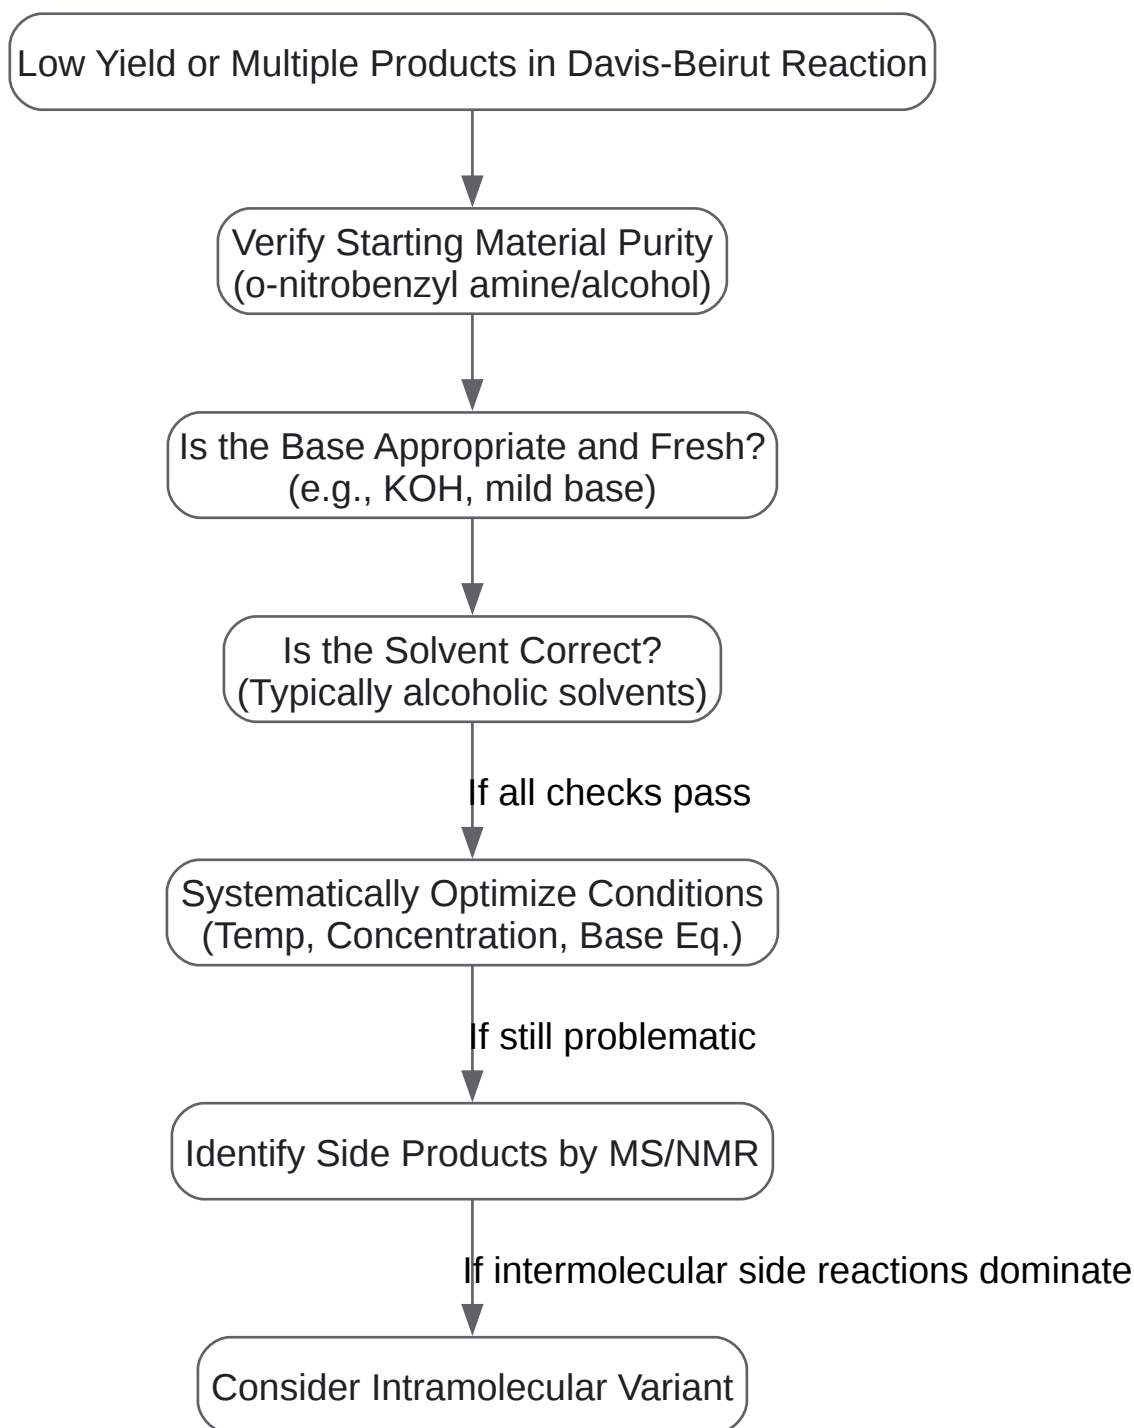 Low Yield or Multiple Products in Davis-Beirut Reaction
Verify Starting Material Purity
(o-nitrobenzyl amine/alcohol)
Is the Base Appropriate and Fresh?
(e.g., KOH, mild base)
Is the Solvent Correct?
(Typically alcoholic solvents)
If all checks pass
Systematically Optimize Conditions
(Temp, Concentration, Base Eq.)
If still problematic
Identify Side Products by MS/NMR
If intermolecular side reactions dominate
Consider Intramolecular Variant